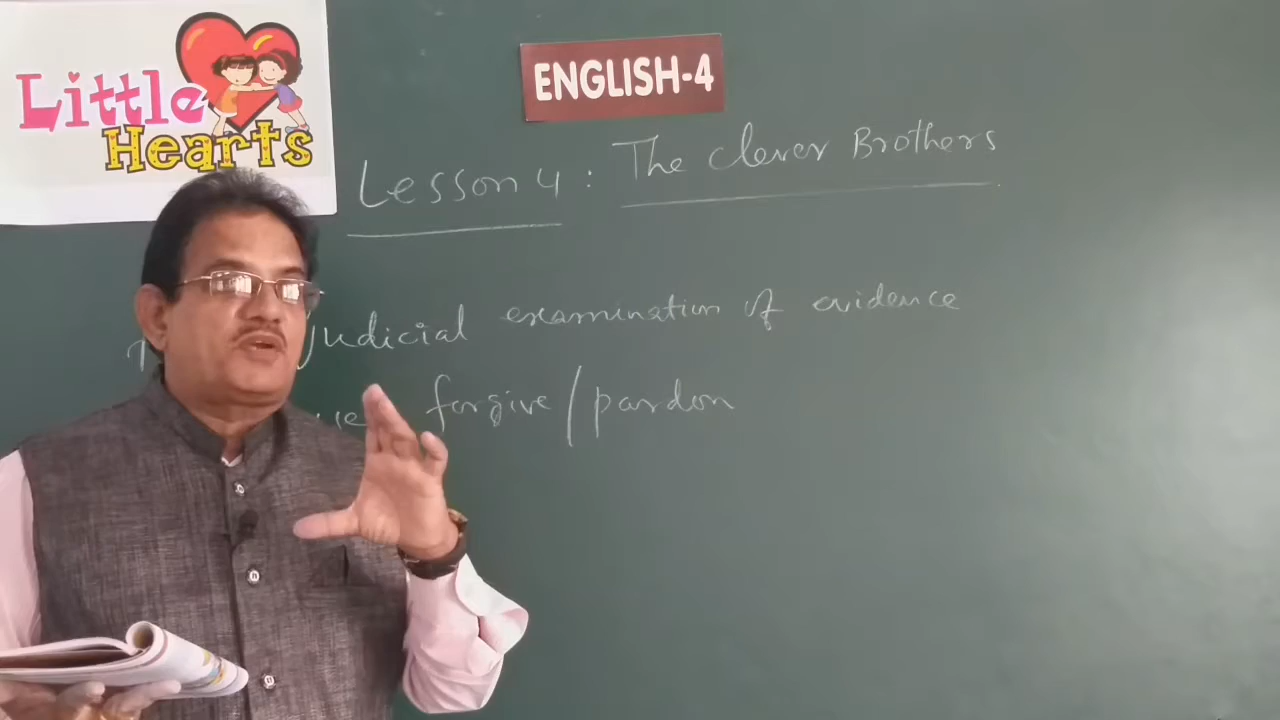 Little
Hearts
ENGLISH-4
Lesson 4 : The Clever Brothers
judicial examination of evidence
forgive/pardon